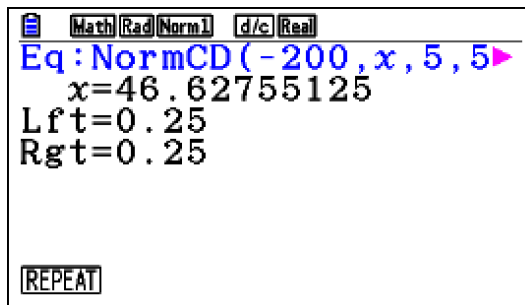 Math Rad Norm1 d/c Real
Eq:NormCD(-200,x,5,5
x=46.62755125
Lft=0.25
Rgt=0.25
REPEAT